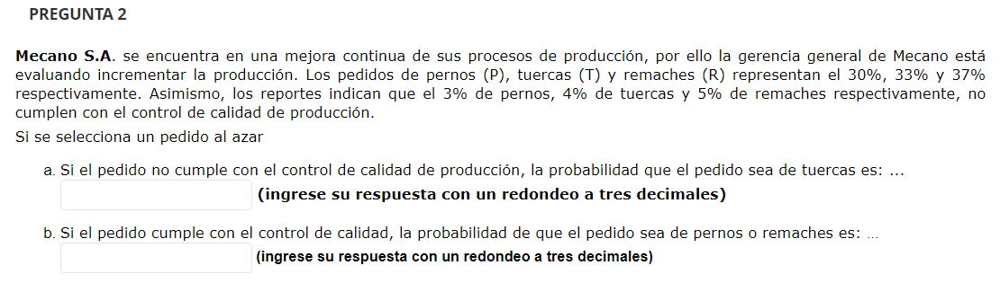 PREGUNTA 2
Mecano S.A. se encuentra en una mejora continua de sus procesos de producción, por ello la gerencia general de Mecano está
evaluando incrementar la producción. Los pedidos de pernos (P), tuercas (T) y remaches (R) representan el 30%, 33% y 37%
respectivamente. Asimismo, los reportes indican que el 3% de pernos, 4% de tuercas y 5% de remaches respectivamente, no
cumplen con el control de calidad de producción.
Si se selecciona un pedido al azar
a. Si el pedido no cumple con el control de calidad de producción, la probabilidad que el pedido sea de tuercas es: ...
(ingrese su respuesta con un redondeo a tres decimales)
b. Si el pedido cumple con el control de calidad, la probabilidad de que el pedido sea de pernos o remaches es: ...
(ingrese su respuesta con un redondeo a tres decimales)